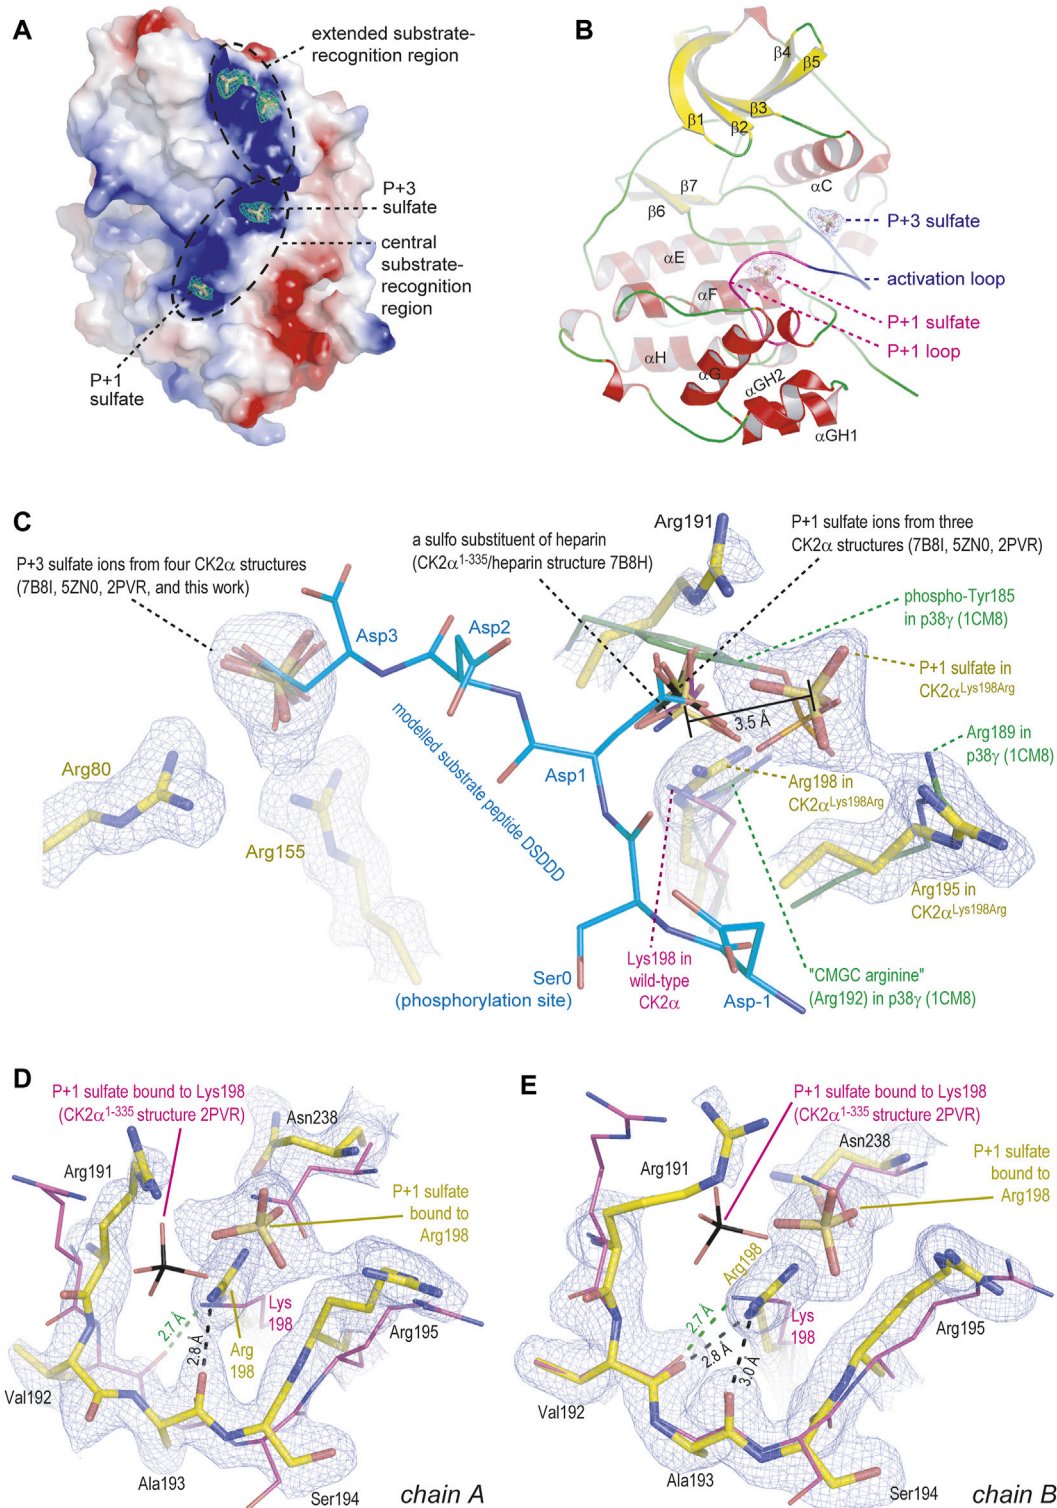 A
extended substrate-
recognition region
P+3
sulfate
central
substrate-
recognition
region
P+1
sulfate
B
β4
β5
β3
β1
β2
αC
β7
β6
P+3 sulfate
αE
activation loop
αF
P+1 sulfate
P+1 loop
αH
αG
αGH2
αGH1
C
P+3 sulfate ions from four CK2α structures
(7B8I, 5ZN0, 2PVR, and this work)
a sulfo substituent of heparin
(CK2α1-335/heparin structure 7B8H)
Arg191
P+1 sulfate ions from three
CK2α structures (7B8I, 5ZN0, 2PVR)
phospho-Tyr185
in p38γ (1CM8)
P+1 sulfate in
CK2αLys198Arg
Asp3
Asp2
3.5 Å
Arg189 in
p38γ (1CM8)
Arg80
modelled substrate peptide DSDDD
Asp1
Arg198 in
CK2αLys198Arg
Arg155
Arg195 in
CK2αLys198Arg
Ser0
(phosphorylation site)
Lys198 in
wild-type
CK2α
Asp-1
"CMGC arginine"
(Arg192) in p38γ (1CM8)
D
P+1 sulfate bound to Lys198
(CK2α1-335 structure 2PVR)
Asn238
Arg191
P+1 sulfate
bound to
Arg198
2.7 Å
2.8 Å
Lys
198
Arg
198
Arg195
Val192
Ala193
Ser194
chain A
E
P+1 sulfate bound to Lys198
(CK2α1-335 structure 2PVR)
Asn238
Arg191
P+1 sulfate
bound to
Arg198
Arg198
2.7 Å
2.8 Å
3.0 Å
Lys
198
Arg195
Val192
Ala193
Ser194
chain B